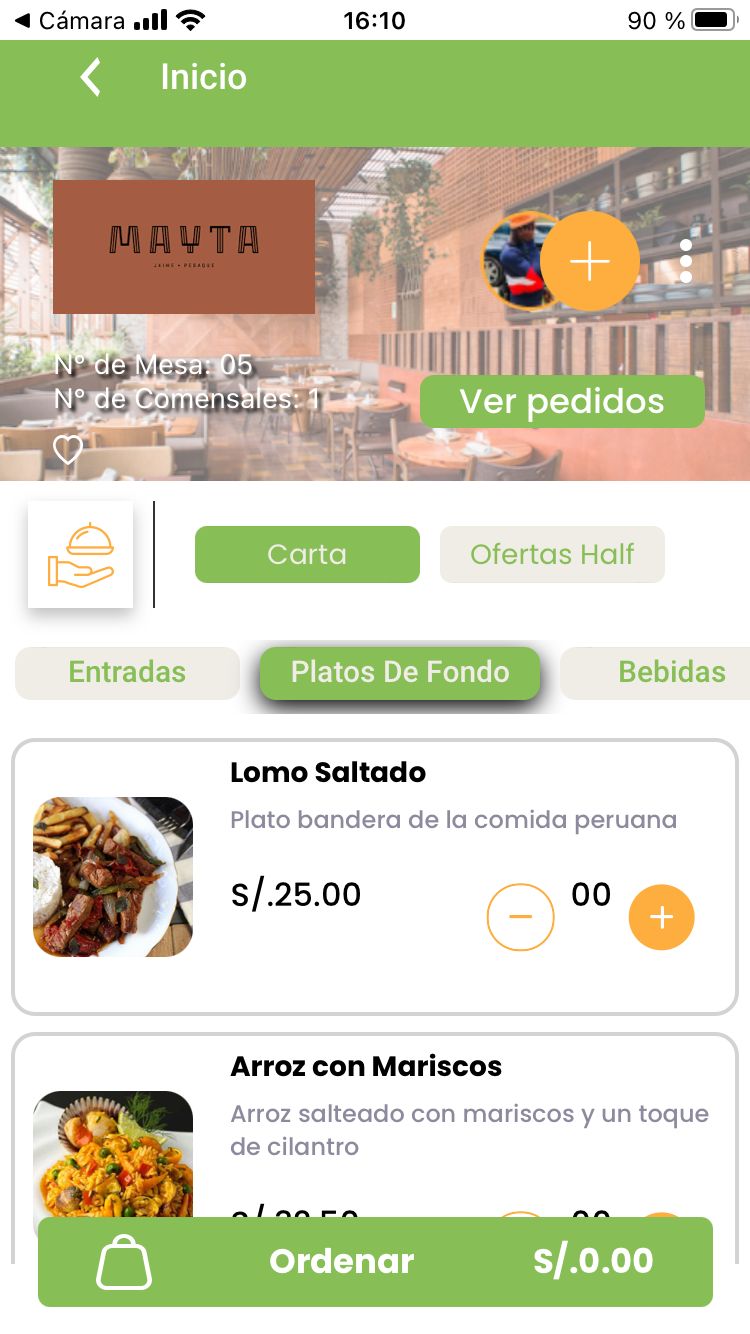 Cámara
16:10
90 %
Inicio
MAYTA
JAIME • PESAQUE
N° de Mesa: 05
N° de Comensales: 1
Ver pedidos
Carta
Ofertas Half
Entradas
Platos De Fondo
Bebidas
Lomo Saltado
Plato bandera de la comida peruana
S/.25.00
00
Arroz con Mariscos
Arroz salteado con mariscos y un toque
de cilantro
Ordenar
S/.0.00